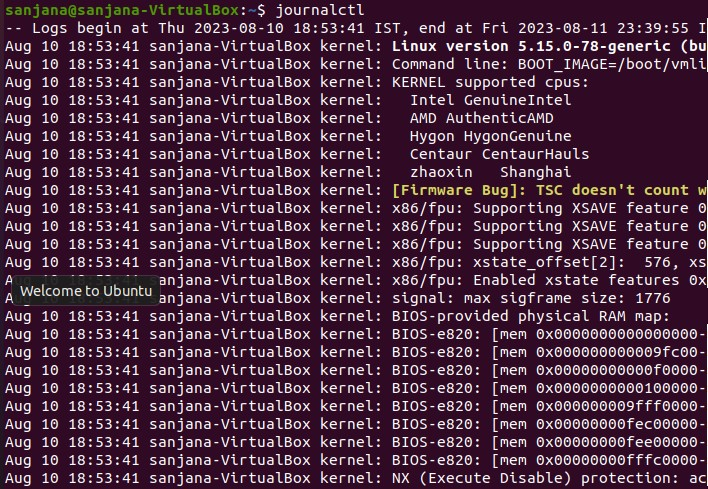 sanjana@sanjana-VirtualBox:~$ journalctl
-- Logs begin at Thu 2023-08-10 18:53:41 IST, end at Fri 2023-08-11 23:39:55 I
Aug 10 18:53:41 sanjana-VirtualBox kernel: Linux version 5.15.0-78-generic (bu
Aug 10 18:53:41 sanjana-VirtualBox kernel: Command line: BOOT_IMAGE=/boot/vmli
Aug 10 18:53:41 sanjana-VirtualBox kernel: KERNEL supported cpus:
Aug 10 18:53:41 sanjana-VirtualBox kernel:   Intel GenuineIntel
Aug 10 18:53:41 sanjana-VirtualBox kernel:   AMD AuthenticAMD
Aug 10 18:53:41 sanjana-VirtualBox kernel:   Hygon HygonGenuine
Aug 10 18:53:41 sanjana-VirtualBox kernel:   Centaur CentaurHauls
Aug 10 18:53:41 sanjana-VirtualBox kernel:   zhaoxin   Shanghai
Aug 10 18:53:41 sanjana-VirtualBox kernel: [Firmware Bug]: TSC doesn't count w
Aug 10 18:53:41 sanjana-VirtualBox kernel: x86/fpu: Supporting XSAVE feature 0
Aug 10 18:53:41 sanjana-VirtualBox kernel: x86/fpu: Supporting XSAVE feature 0
Aug 10 18:53:41 sanjana-VirtualBox kernel: x86/fpu: Supporting XSAVE feature 0
Aug 10 18:53:41 sanjana-VirtualBox kernel: x86/fpu: xstate_offset[2]:  576, xs
Aug 10 18:53:41 sanjana-VirtualBox kernel: x86/fpu: Enabled xstate features 0x
Welcome to Ubuntu
Aug 10 18:53:41 sanjana-VirtualBox kernel: signal: max sigframe size: 1776
Aug 10 18:53:41 sanjana-VirtualBox kernel: BIOS-provided physical RAM map:
Aug 10 18:53:41 sanjana-VirtualBox kernel: BIOS-e820: [mem 0x0000000000000000-
Aug 10 18:53:41 sanjana-VirtualBox kernel: BIOS-e820: [mem 0x000000000009fc00-
Aug 10 18:53:41 sanjana-VirtualBox kernel: BIOS-e820: [mem 0x00000000000f0000-
Aug 10 18:53:41 sanjana-VirtualBox kernel: BIOS-e820: [mem 0x0000000000100000-
Aug 10 18:53:41 sanjana-VirtualBox kernel: BIOS-e820: [mem 0x000000009fff0000-
Aug 10 18:53:41 sanjana-VirtualBox kernel: BIOS-e820: [mem 0x00000000fec00000-
Aug 10 18:53:41 sanjana-VirtualBox kernel: BIOS-e820: [mem 0x00000000fee00000-
Aug 10 18:53:41 sanjana-VirtualBox kernel: BIOS-e820: [mem 0x00000000fffc0000-
Aug 10 18:53:41 sanjana-VirtualBox kernel: NX (Execute Disable) protection: ac